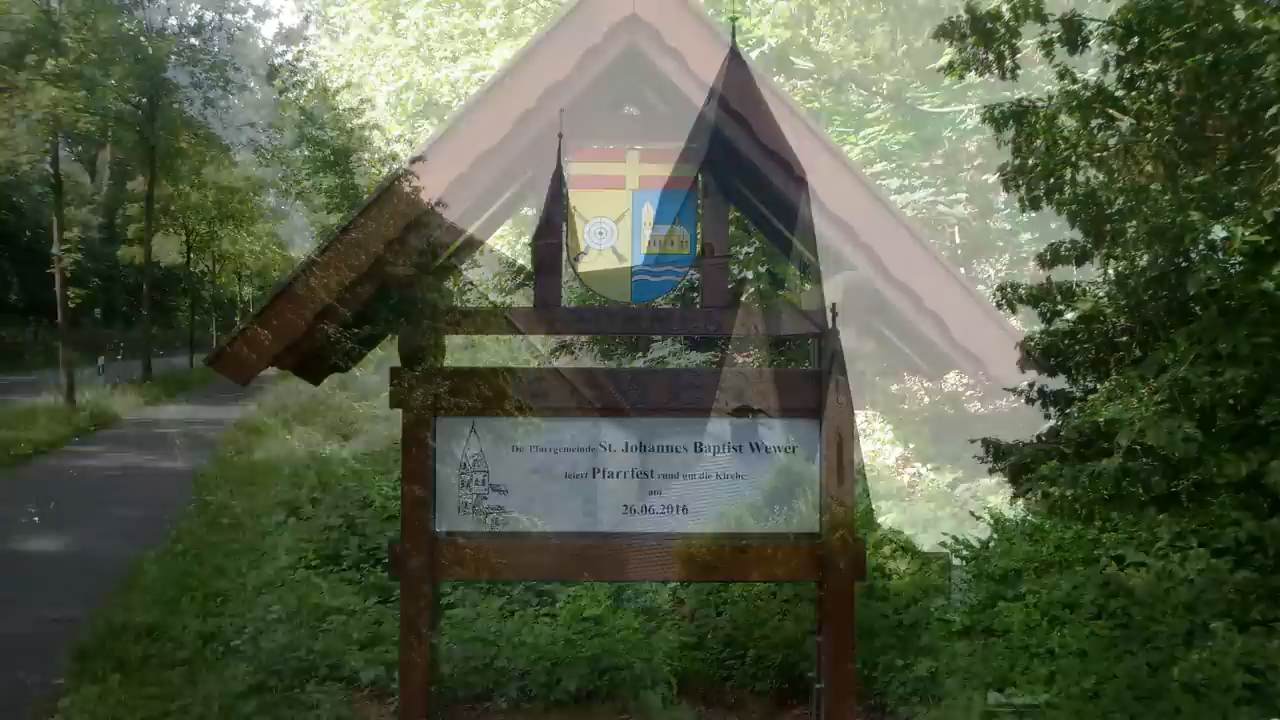 Die Pfarrgemeinde St. Johannes Baptist Wewer
feiert Pfarrfest rund um die Kirche
am
26.06.2016